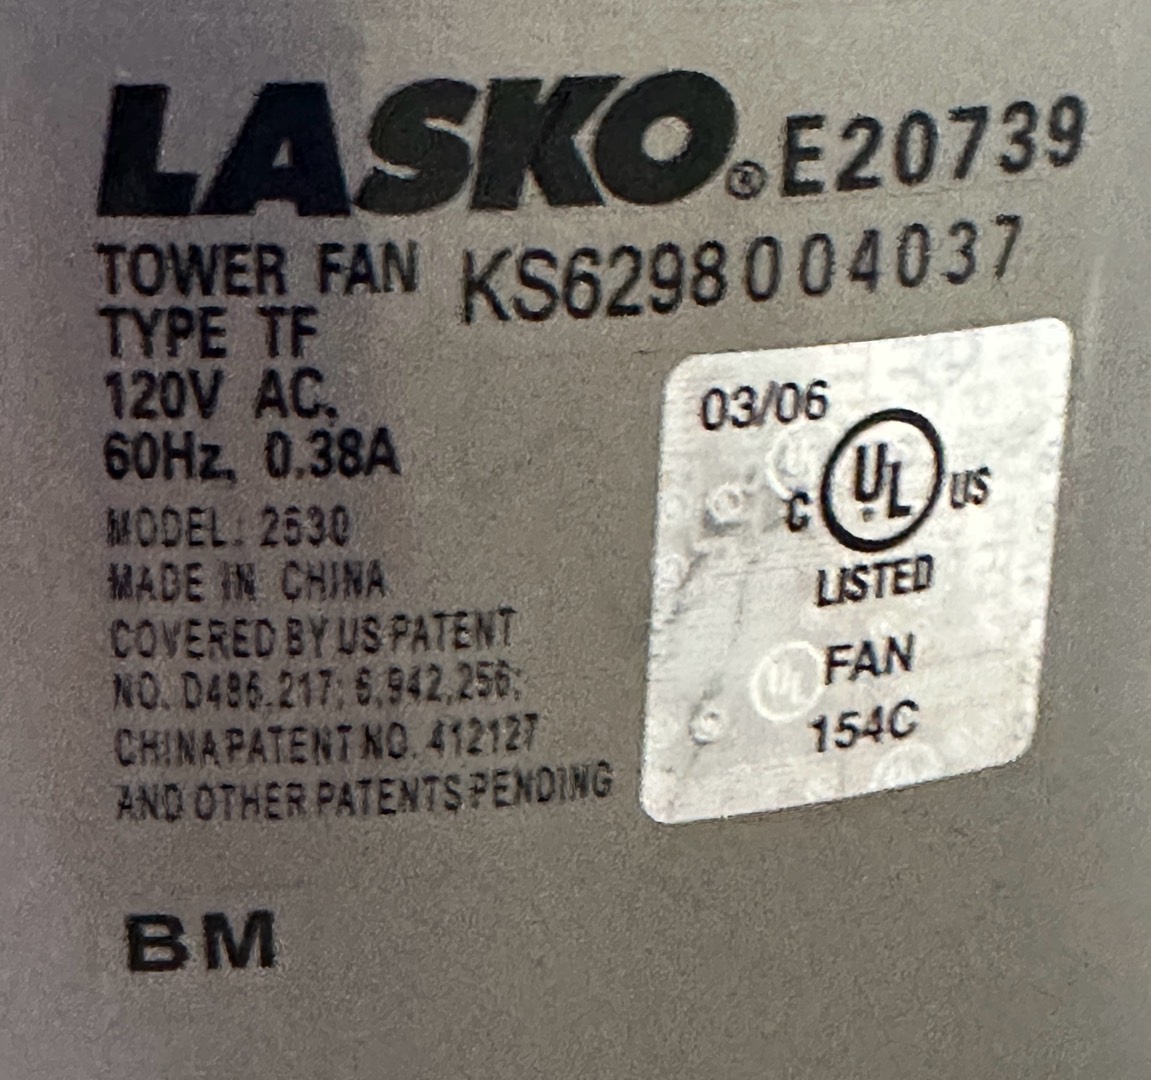 LASKO® E20739
TOWER FAN KS6298004037
TYPE TF
120V AC.
60Hz, 0.38A
MODEL: 2530
MADE IN CHINA
COVERED BY US PATENT
NO. D486,217; 6,942,256;
CHINA PATENT NO. 412127
AND OTHER PATENTS PENDING
BM
03/06
C UL US
LISTED
FAN
154C